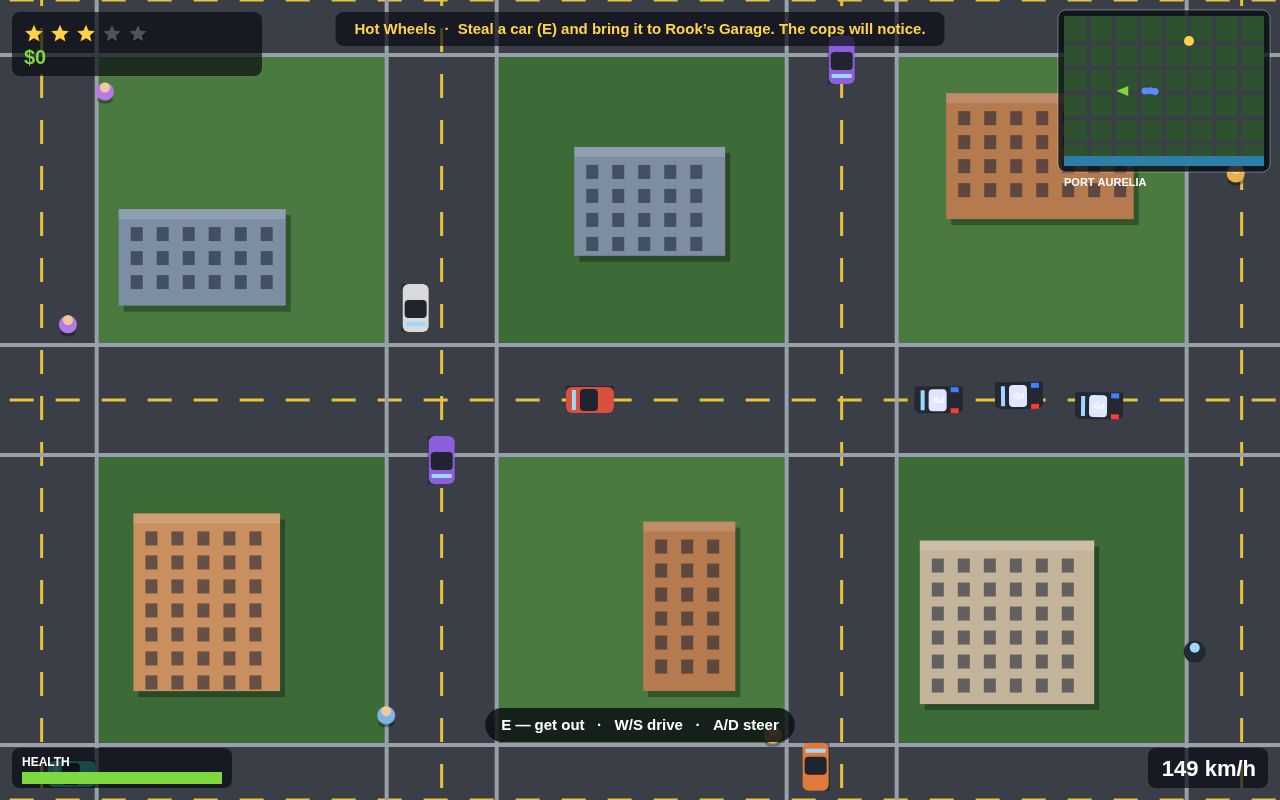 Hot Wheels · Steal a car (E) and bring it to Rook's Garage. The cops will notice.
$0
PORT AURELIA
E — get out · W/S drive · A/D steer
HEALTH
149 km/h